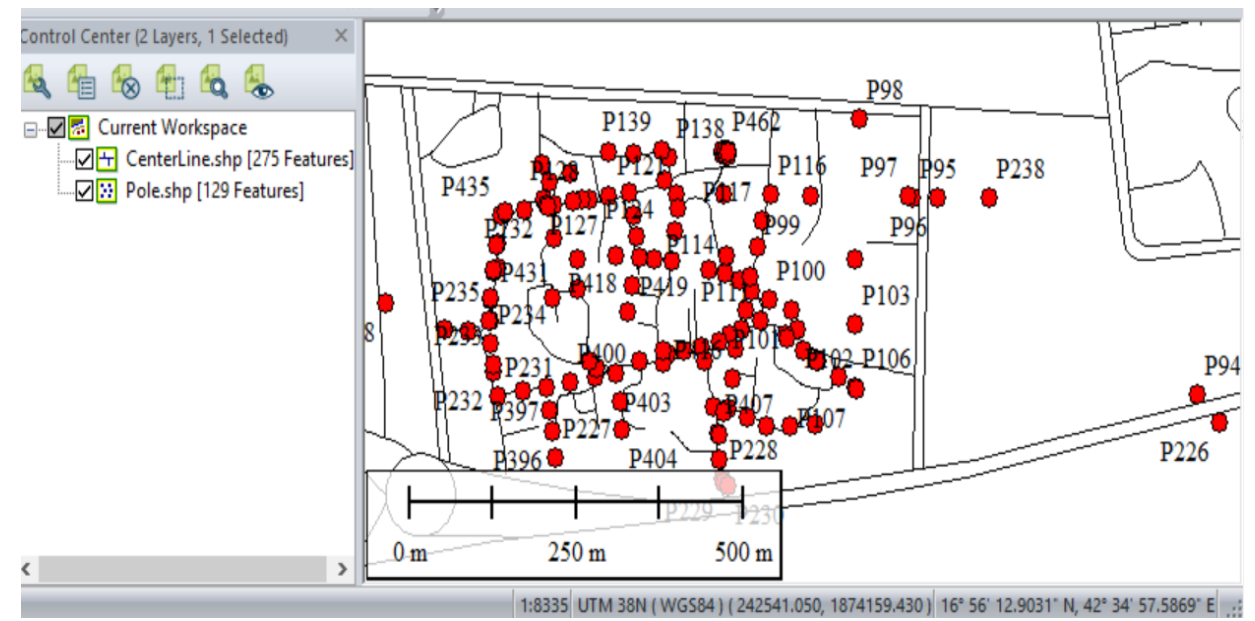 Control Center (2 Layers, 1 Selected)
Current Workspace
CenterLine.shp [275 Features]
Pole.shp [129 Features]
P98
P139 P138 P462
P121 P116 P97 P95 P238
P435 P117
P124
P127 P99 P96
P114
P431 P418 P419 P100
P235 P103
P234
P101
P400 P102 P106
P231 P94
P232 P397 P403 P407 P107
P227
P396 P404 P228 P226
P229 P230
0 m 250 m 500 m
1:8335 UTM 38N ( WGS84 ) ( 242541.050, 1874159.430 ) 16° 56' 12.9031" N, 42° 34' 57.5869" E